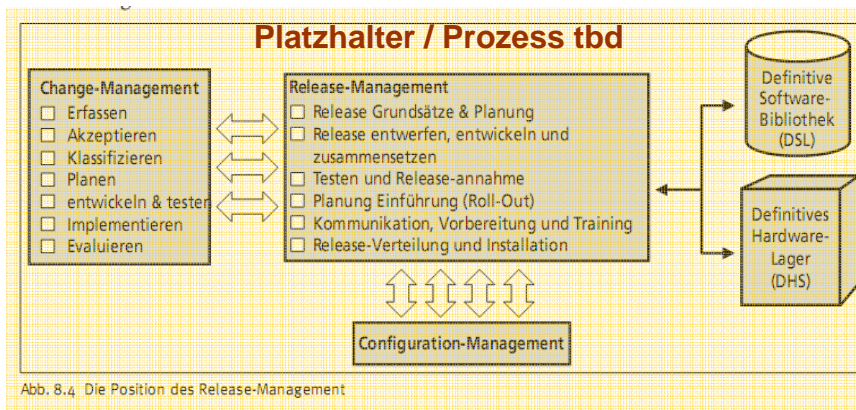 Platzhalter / Prozess tbd
Change-Management
Erfassen
Akzeptieren
Klassifizieren
Planen
entwickeln & tester
Implementieren
Evaluieren
Release-Management
Release Grundsätze & Planung
Release entwerfen, entwickeln und
zusammensetzen
Testen und Release-annahme
Planung Einführung (Roll-Out)
Kommunikation, Vorbereitung und Training
Release-Verteilung und Installation
Definitive
Software-
Bibliothek
(DSL)
Definitives
Hardware-
Lager
(DHS)
Configuration-Management
Abb. 8.4 Die Position des Release-Management